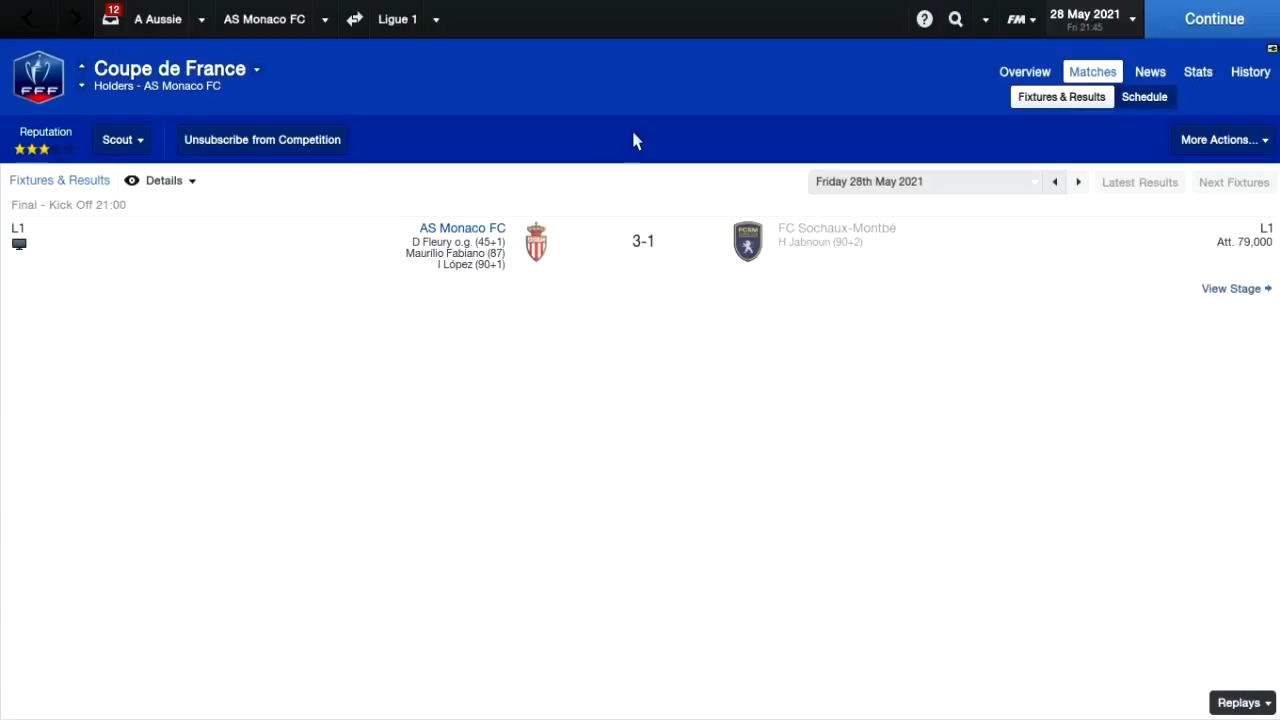 12
A Aussie
AS Monaco FC
Ligue 1
?
FM
28 May 2021
Fri 21:45
Continue
FFF
Coupe de France
Holders - AS Monaco FC
Overview
Matches
News
Stats
History
Fixtures & Results
Schedule
Reputation
Scout
Unsubscribe from Competition
More Actions...
Fixtures & Results
Details
Friday 28th May 2021
Latest Results
Next Fixtures
Final - Kick Off 21:00
L1
AS Monaco FC
D Fleury o.g. (45+1)
Maurílio Fabiano (87)
I López (90+1)
3-1
FCSM
FC Sochaux-Montbé
H Jabnoun (90+2)
L1
Att. 79,000
View Stage
Replays